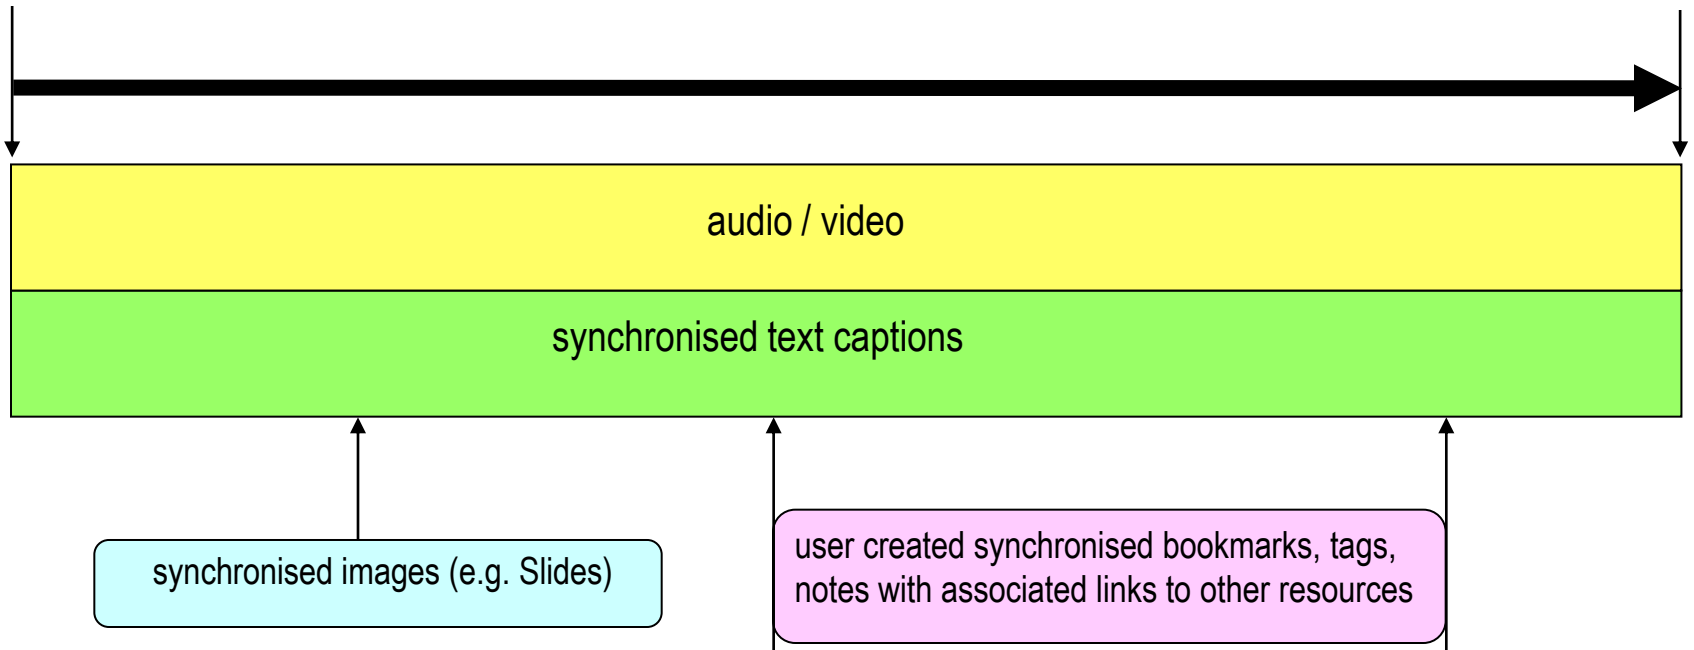 audio / video
synchronised text captions
synchronised images (e.g. Slides)
user created synchronised bookmarks, tags,
notes with associated links to other resources